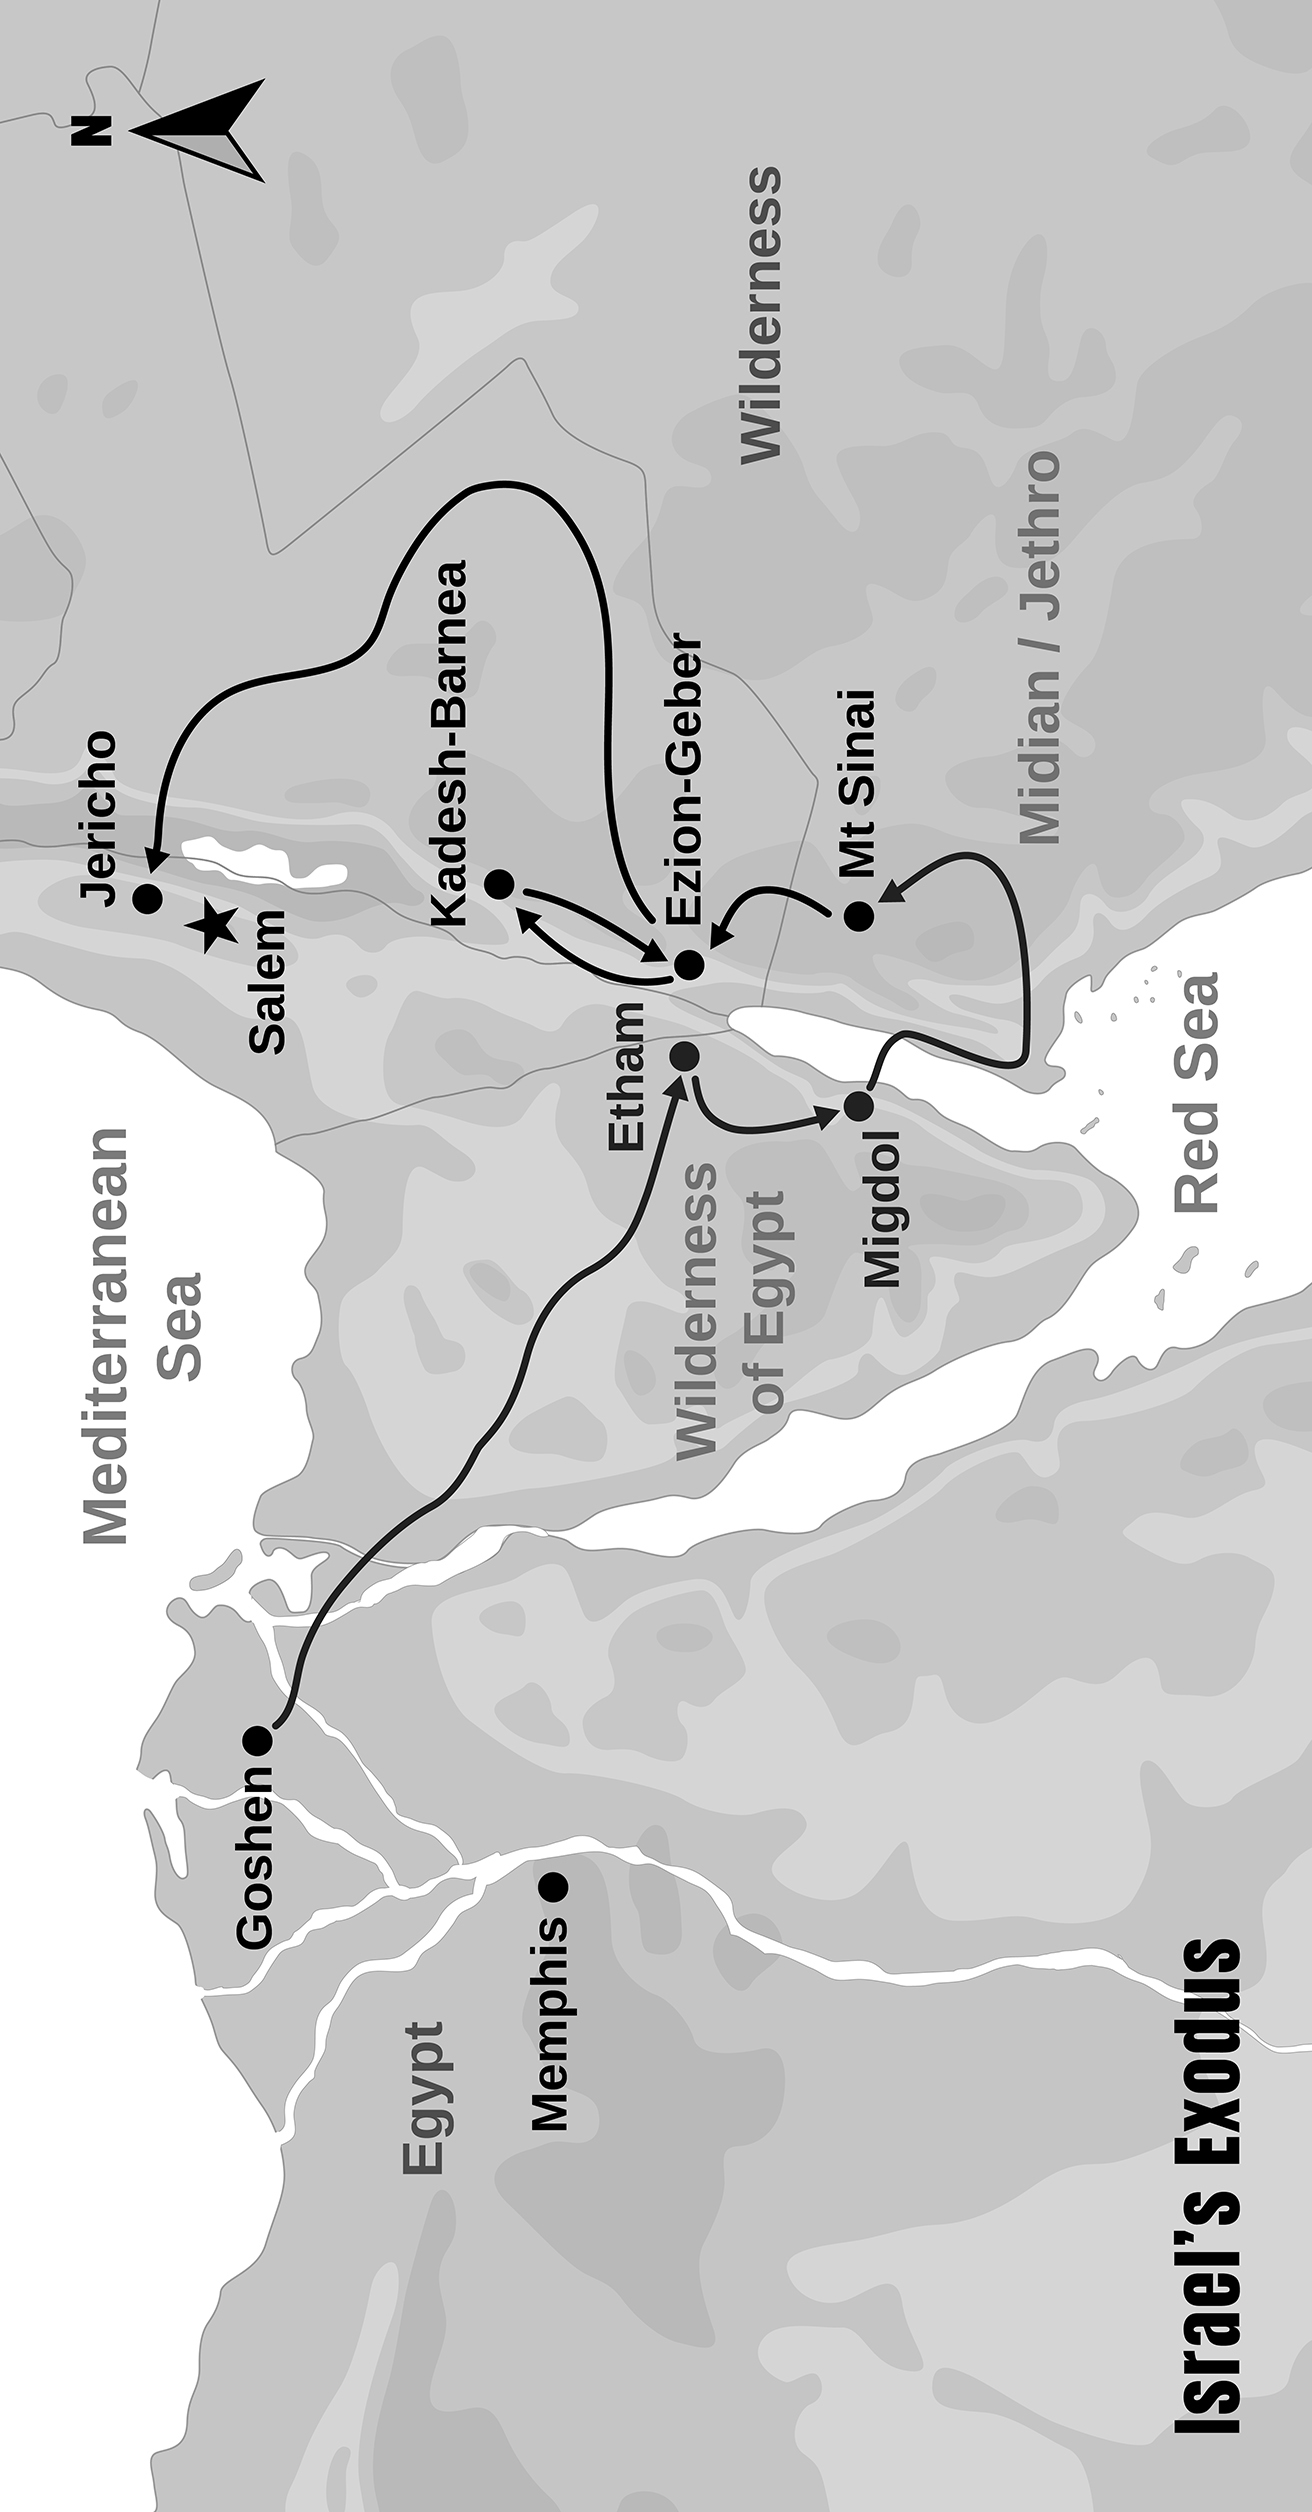 N
Mediterranean
Sea
Jericho
Salem
Goshen
Egypt
Kadesh-Barnea
Memphis
Etham
Ezion-Geber
Wilderness
of Egypt
Wilderness
Mt Sinai
Migdol
Midian / Jethro
Red Sea
Israel’s Exodus